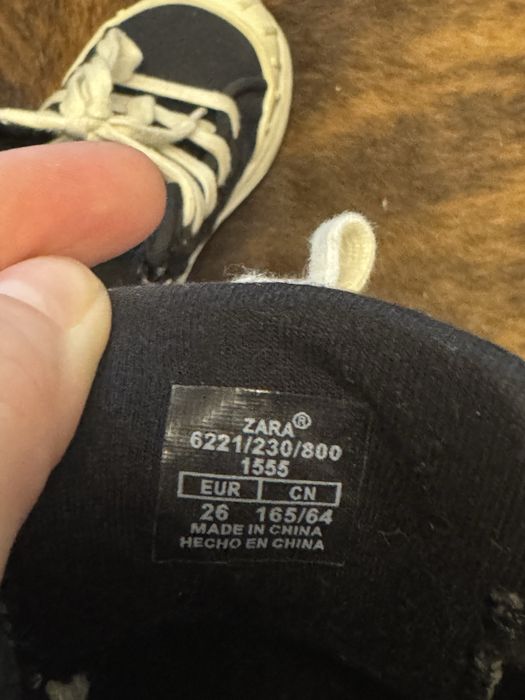 ZARA®
6221/230/800
1555
EUR CN
26 165/64
MADE IN CHINA
HECHO EN CHINA